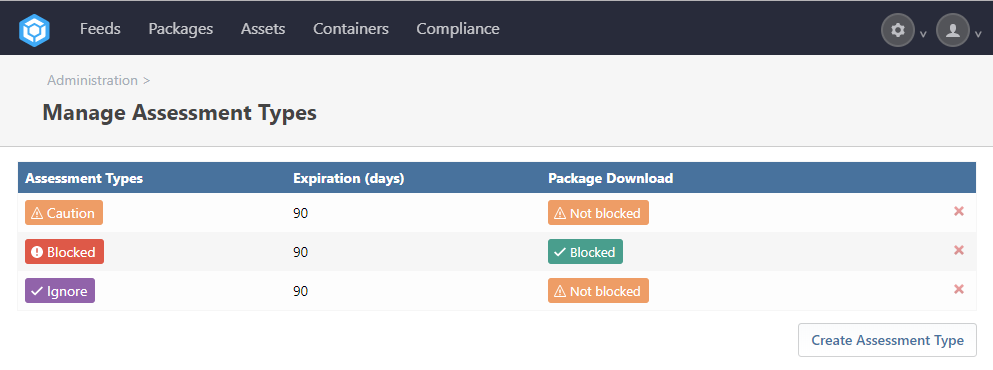 Feeds Packages Assets Containers Compliance
Administration >
Manage Assessment Types
Assessment Types Expiration (days) Package Download
Caution 90 Not blocked
Blocked 90 Blocked
Ignore 90 Not blocked
Create Assessment Type